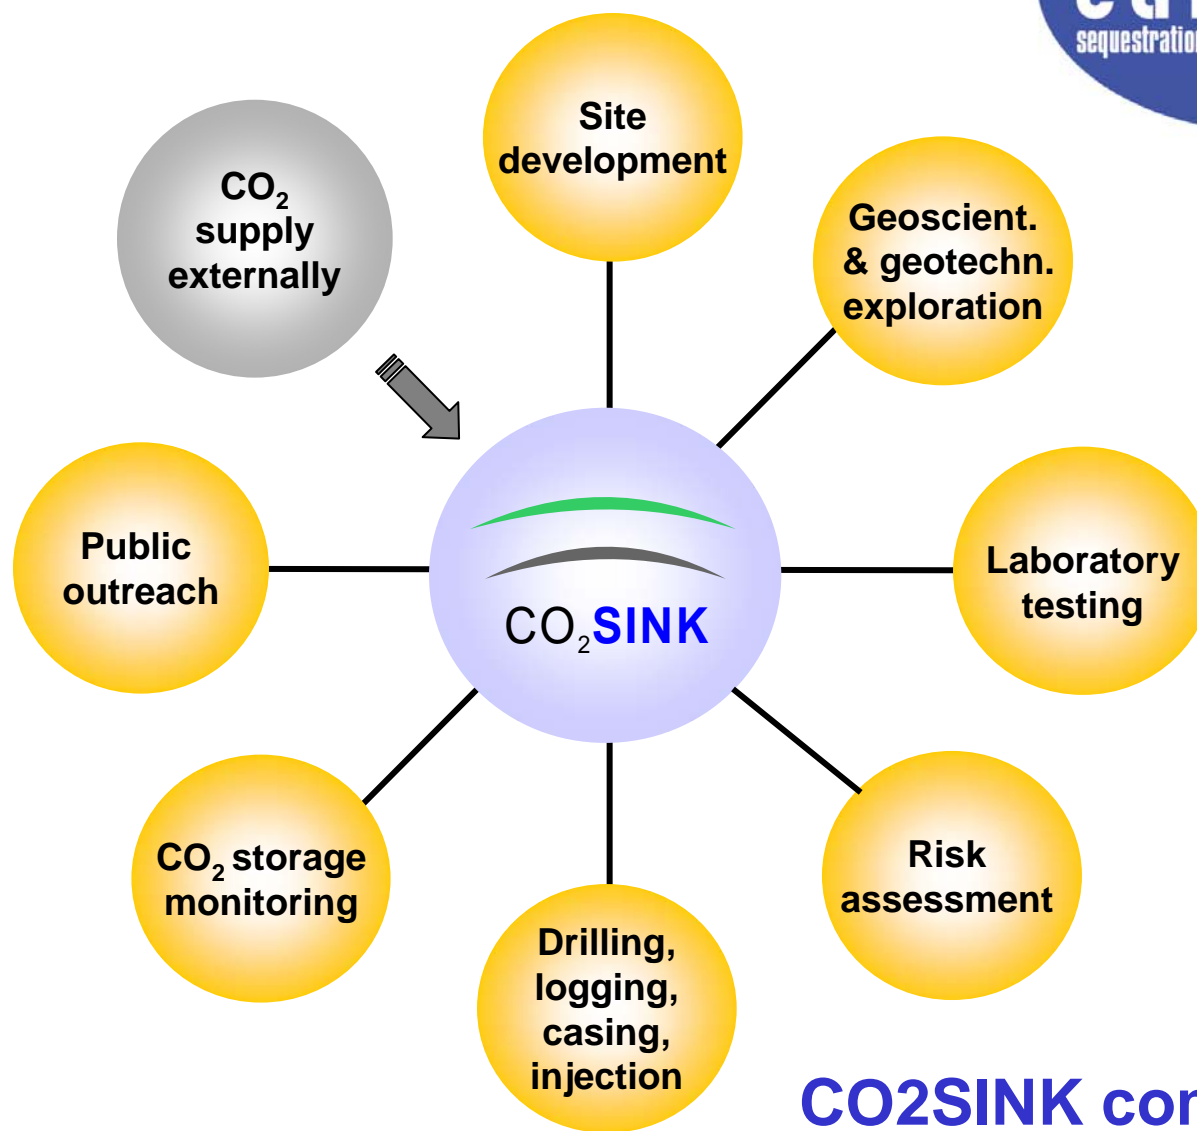 sequestration
Site
development
CO₂
supply
externally
Geoscient.
& geotechn.
exploration
Public
outreach
CO₂SINK
Laboratory
testing
CO₂ storage
monitoring
Risk
assessment
Drilling,
logging,
casing,
injection
CO2SINK